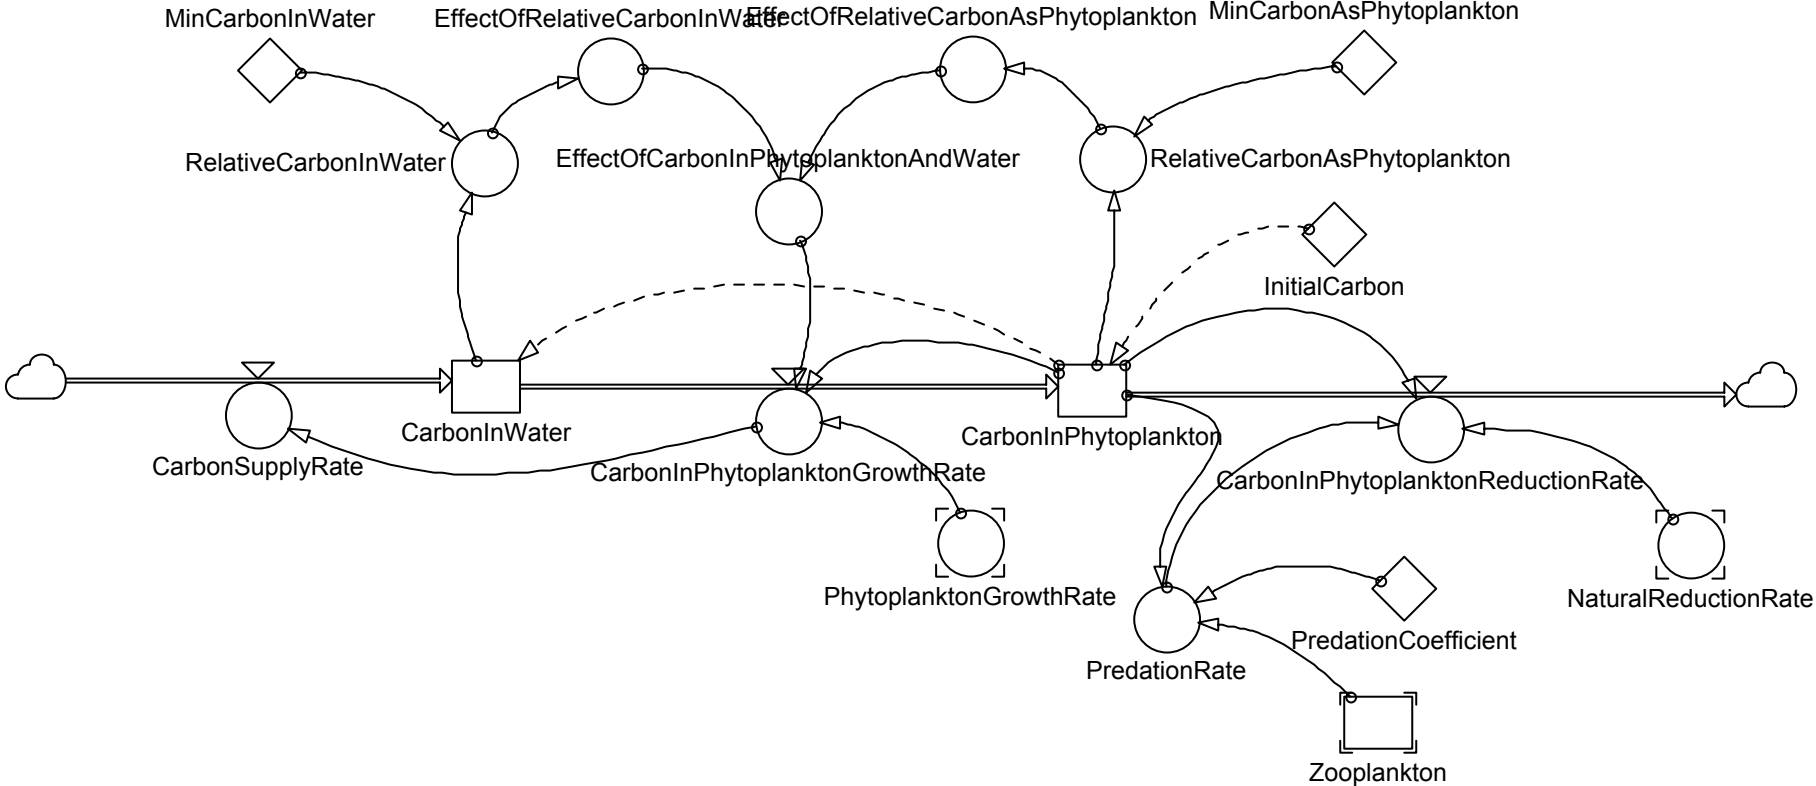 MinCarbonInWater
EffectOfRelativeCarbonInWater
EffectOfRelativeCarbonAsPhytoplankton
MinCarbonAsPhytoplankton
RelativeCarbonInWater
EffectOfCarbonInPhytoplanktonAndWater
RelativeCarbonAsPhytoplankton
InitialCarbon
CarbonInWater
CarbonInPhytoplankton
CarbonSupplyRate
CarbonInPhytoplanktonGrowthRate
CarbonInPhytoplanktonReductionRate
PhytoplanktonGrowthRate
NaturalReductionRate
PredationCoefficient
PredationRate
Zooplankton